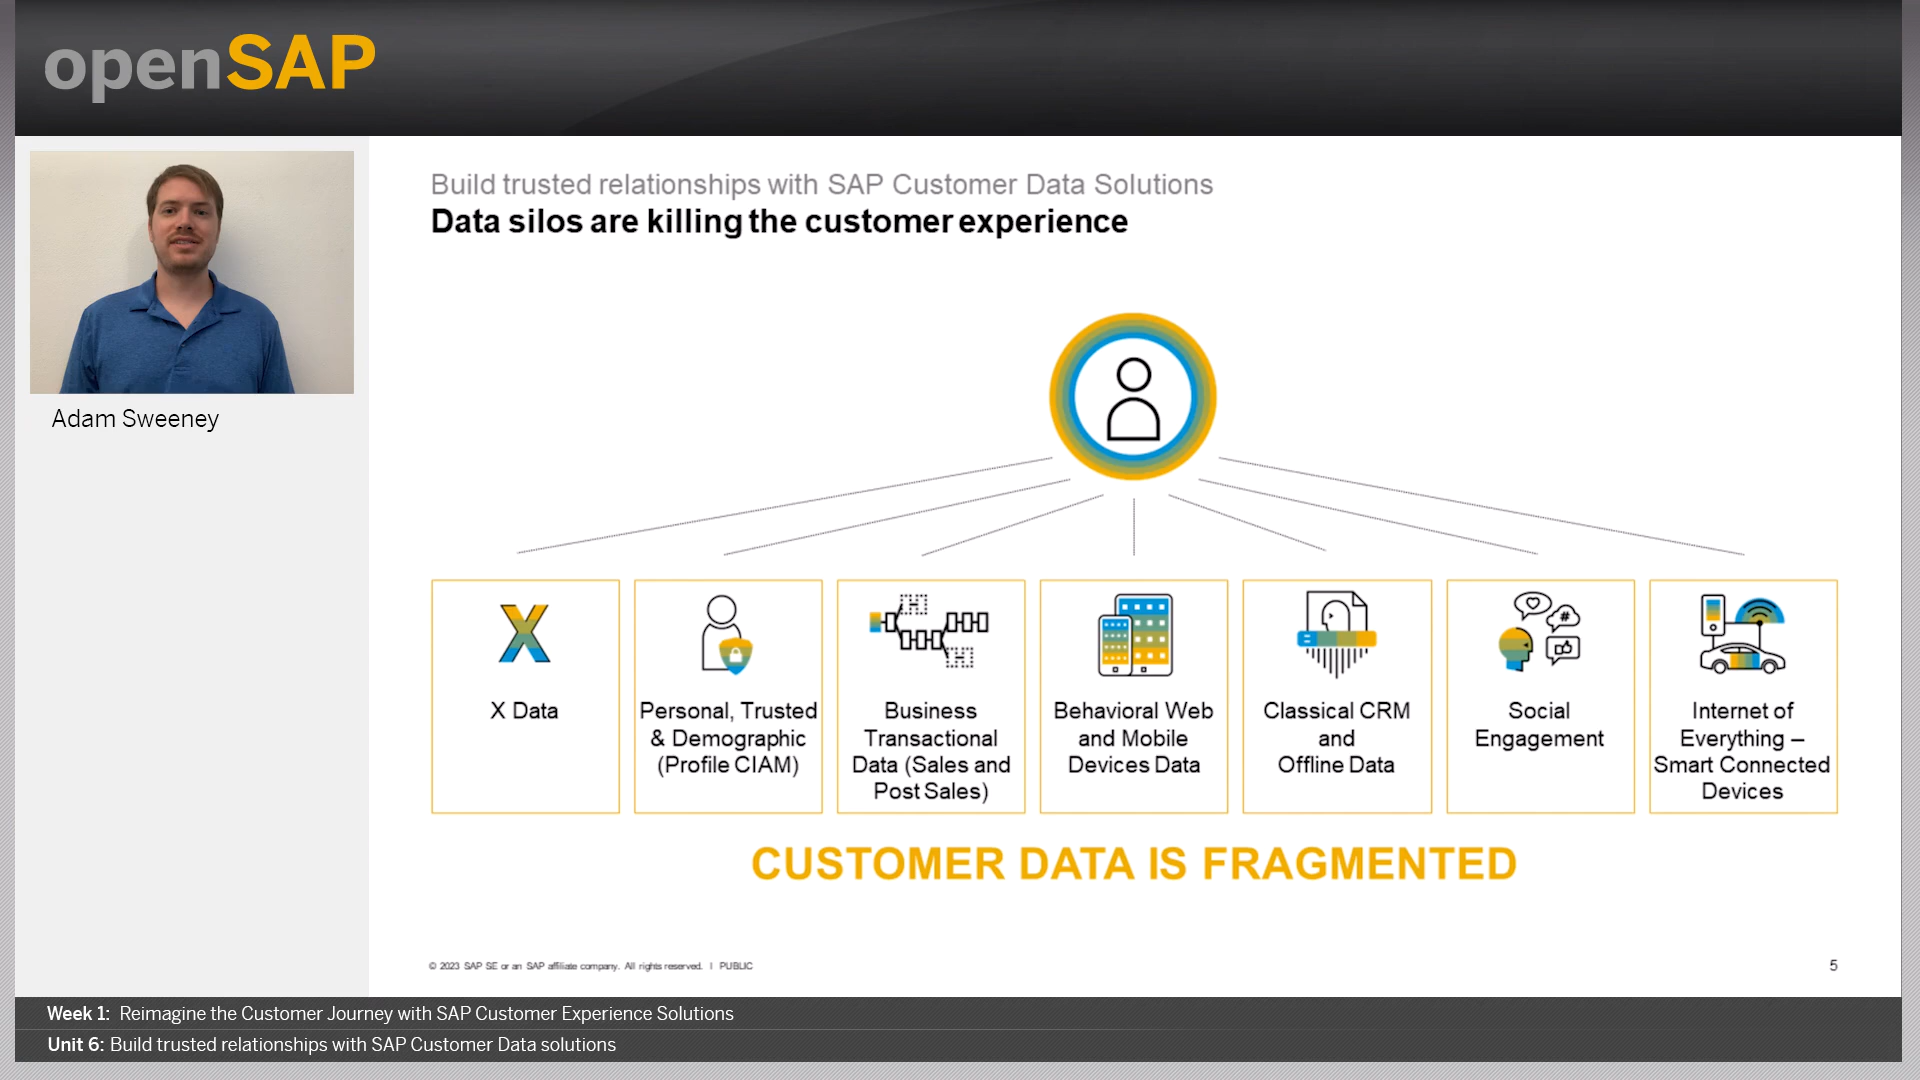 openSAP
Adam Sweeney
Build trusted relationships with SAP Customer Data Solutions
Data silos are killing the customer experience
X Data
Personal, Trusted
& Demographic
(Profile CIAM)
Business
Transactional
Data (Sales and
Post Sales)
Behavioral Web
and Mobile
Devices Data
Classical CRM
and
Offline Data
#
Social
Engagement
Internet of
Everything –
Smart Connected
Devices
CUSTOMER DATA IS FRAGMENTED
© 2023 SAP SE or an SAP affiliate company. All rights reserved. I PUBLIC
5
Week 1: Reimagine the Customer Journey with SAP Customer Experience Solutions
Unit 6: Build trusted relationships with SAP Customer Data solutions